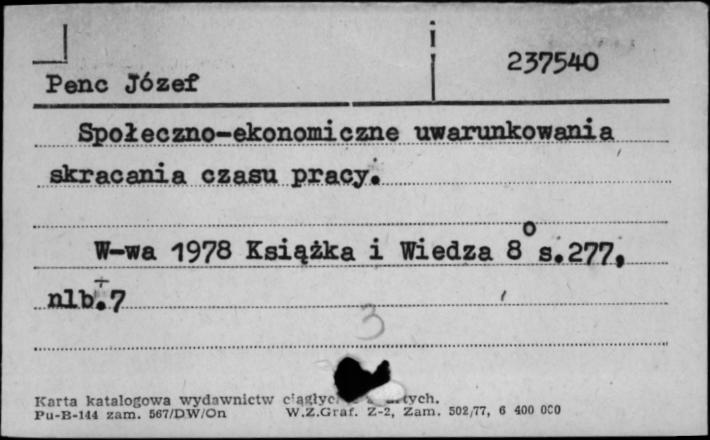 237540
Penc Józef
Społeczno-ekonomiczne uwarunkowania
skracania czasu pracy.
W-wa 1978 Książka i Wiedza 8° s.277,
nlb.7
3
Karta katalogowa wydawnictw
Pu-B-144 zam. 567/DW/On W.Z.Graf. Z-2, Zam. 502/77, 6 400 000